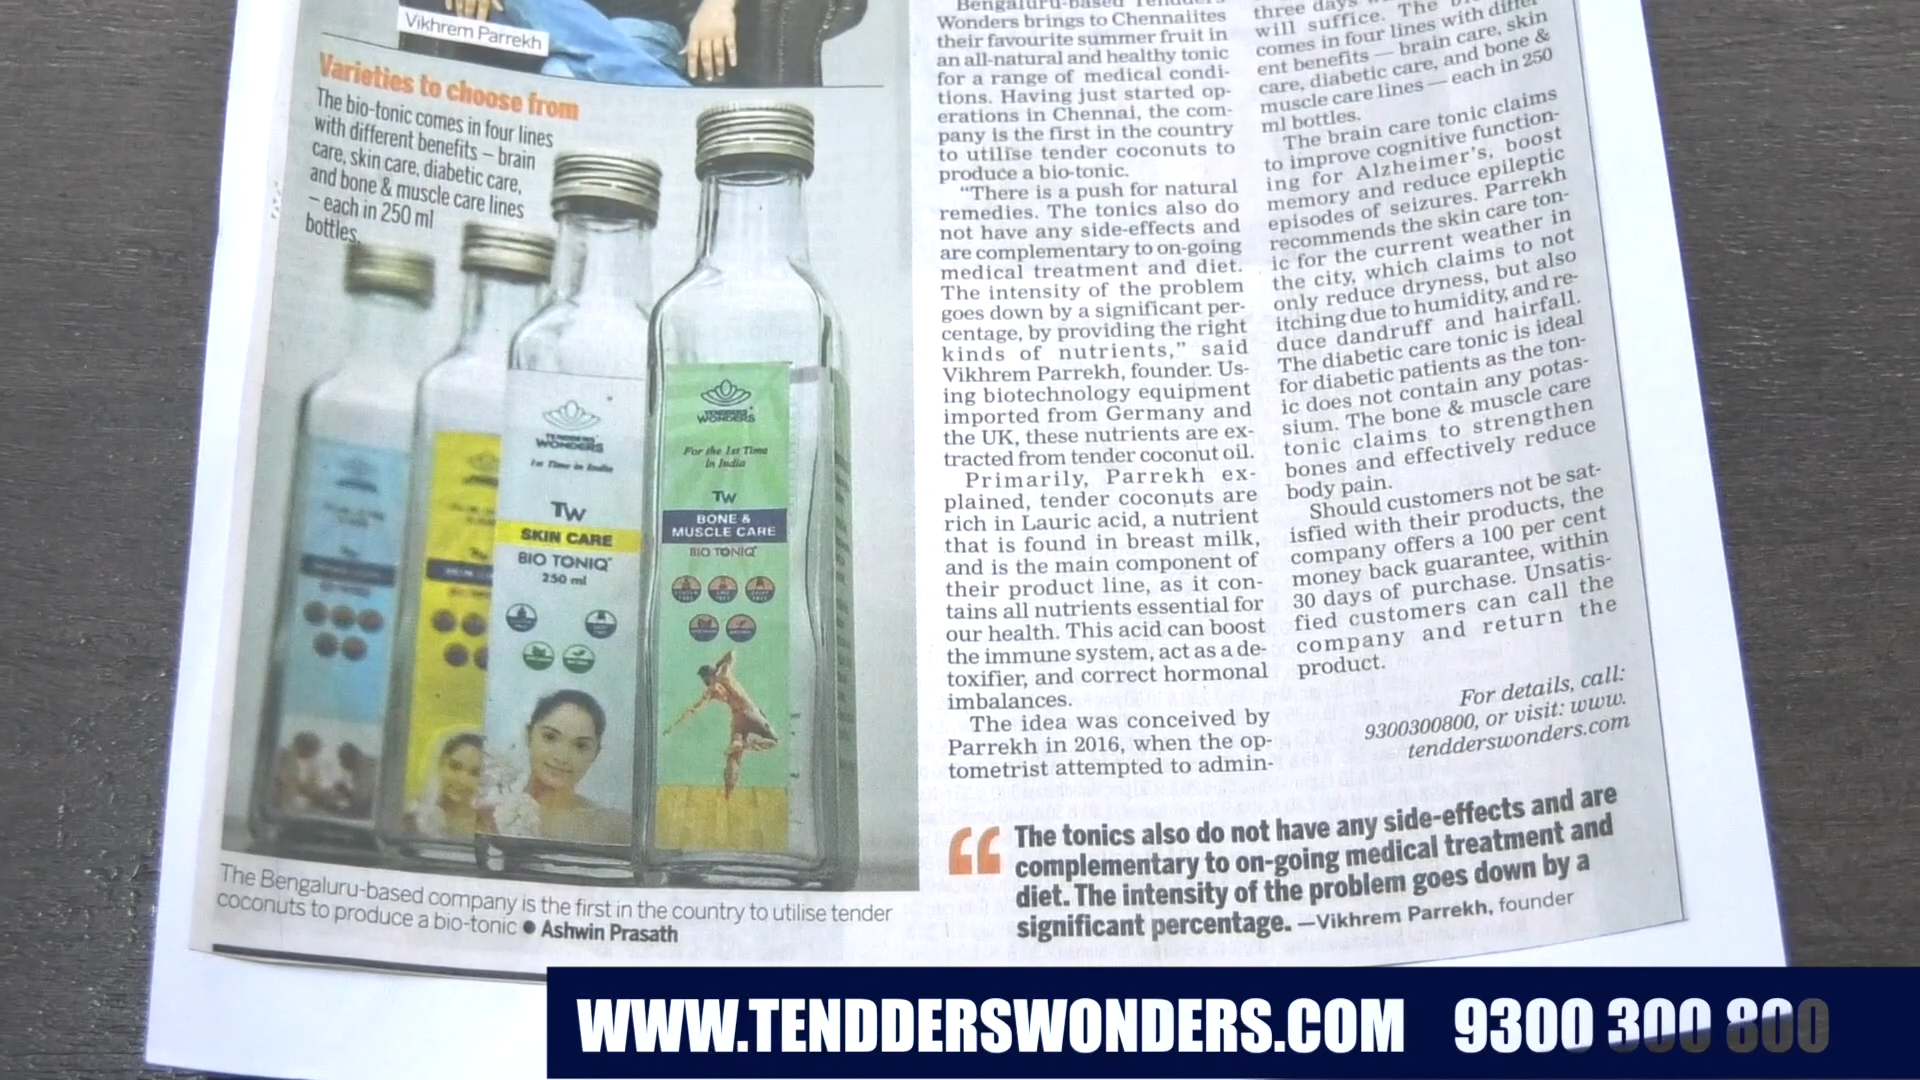 Vikhrem Parrekh
Varieties to choose from
The bio-tonic comes in four lines
with different benefits – brain
care, skin care, diabetic care,
and bone & muscle care lines
– each in 250 ml
bottles.
TENDDERS
WONDERS
1st Time in India
TW
SKIN CARE
BIO TONIQ
250 ml
TENDDERS
WONDERS
For the 1st Time
in India
TW
BONE &
MUSCLE CARE
BIO TONIQ
The Bengaluru-based company is the first in the country to utilise tender
coconuts to produce a bio-tonic ● Ashwin Prasath
Bengaluru-based Tendders
Wonders brings to Chennaiites
their favourite summer fruit in
an all-natural and healthy tonic
for a range of medical condi-
tions. Having just started op-
erations in Chennai, the com-
pany is the first in the country
to utilise tender coconuts to
produce a bio-tonic.
“There is a push for natural
remedies. The tonics also do
not have any side-effects and
are complementary to on-going
medical treatment and diet.
The intensity of the problem
goes down by a significant per-
centage, by providing the right
kinds of nutrients,” said
Vikhrem Parrekh, founder. Us-
ing biotechnology equipment
imported from Germany and
the UK, these nutrients are ex-
tracted from tender coconut oil.
Primarily, Parrekh ex-
plained, tender coconuts are
rich in Lauric acid, a nutrient
that is found in breast milk,
and is the main component of
their product line, as it con-
tains all nutrients essential for
our health. This acid can boost
the immune system, act as a de-
toxifier, and correct hormonal
imbalances.
The idea was conceived by
Parrekh in 2016, when the op-
tometrist attempted to admin-
three days
will suffice. The
comes in four lines with differ-
ent benefits — brain care, skin
care, diabetic care, and bone &
muscle care lines — each in 250
ml bottles.
The brain care tonic claims
to improve cognitive function-
ing for Alzheimer’s, boost
memory and reduce epileptic
episodes of seizures. Parrekh
recommends the skin care ton-
ic for the current weather in
the city, which claims to not
only reduce dryness, but also
itching due to humidity, and re-
duce dandruff and hairfall.
The diabetic care tonic is ideal
for diabetic patients as the ton-
ic does not contain any potas-
sium. The bone & muscle care
tonic claims to strengthen
bones and effectively reduce
body pain.
Should customers not be sat-
isfied with their products, the
company offers a 100 per cent
money back guarantee, within
30 days of purchase. Unsatis-
fied customers can call the
company and return the
product.
For details, call:
9300300800, or visit: www.
tendderswonders.com
“ The tonics also do not have any side-effects and are
complementary to on-going medical treatment and
diet. The intensity of the problem goes down by a
significant percentage. —Vikhrem Parrekh, founder
WWW.TENDDERSWONDERS.COM 9300 300 800